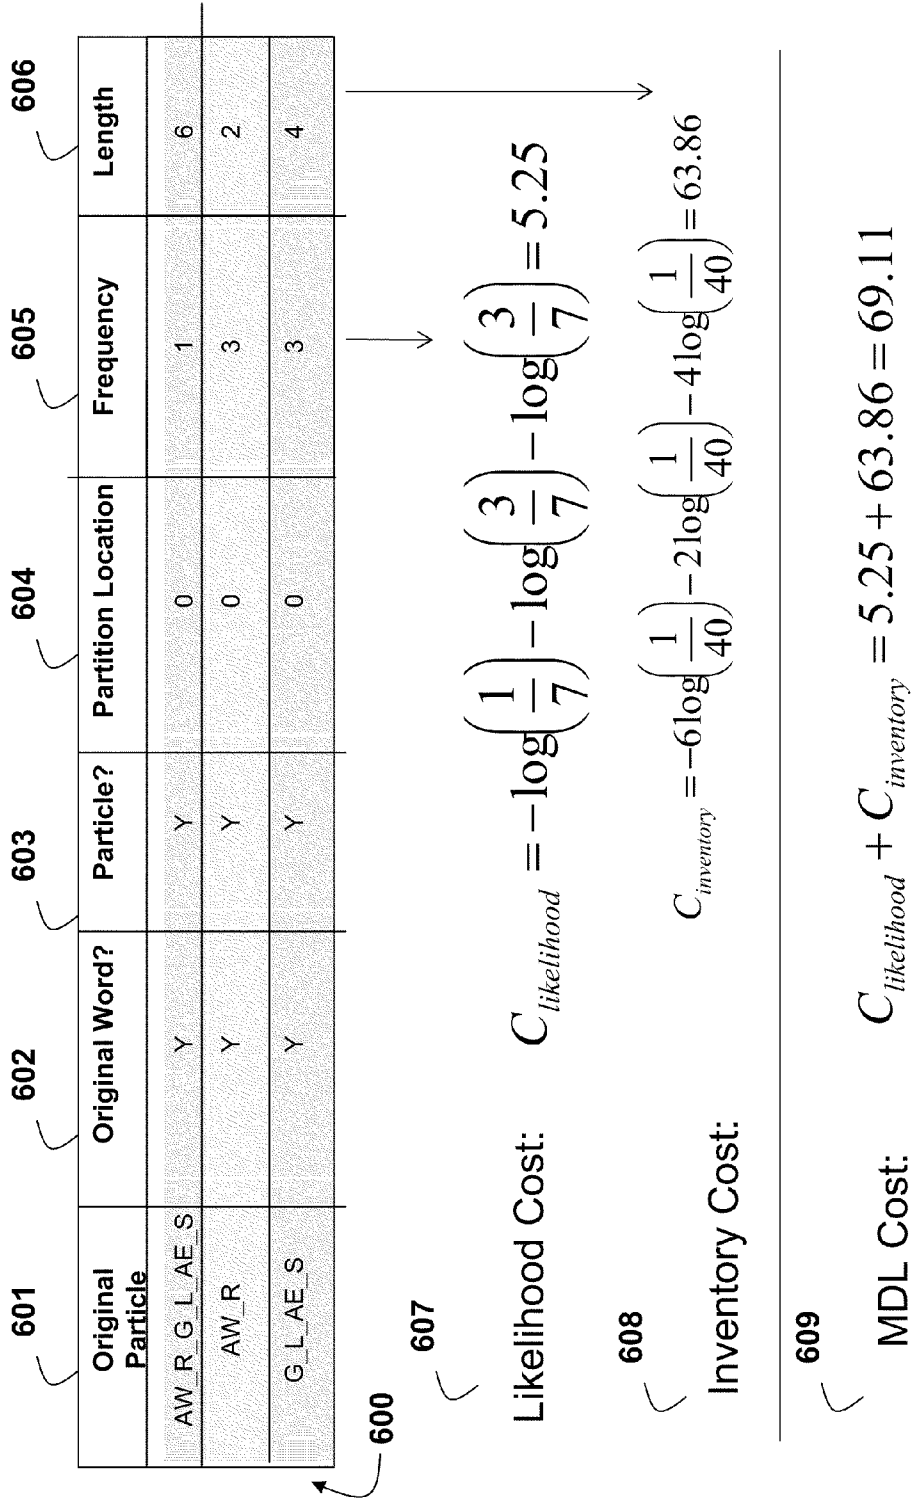 601 602 603 604 605 606
Original Particle Original Word? Particle? Partition Location Frequency Length
AW_R_G_L_AE_S Y Y 0 1 6
AW_R Y Y 0 3 2
G_L_AE_S Y Y 0 3 4
600
607
Likelihood Cost: C_likelihood = −log(1/7) − log(3/7) − log(3/7) = 5.25
608
Inventory Cost: C_inventory = −6log(1/40) − 2log(1/40) − 4log(1/40) = 63.86
609
MDL Cost: C_likelihood + C_inventory = 5.25 + 63.86 = 69.11